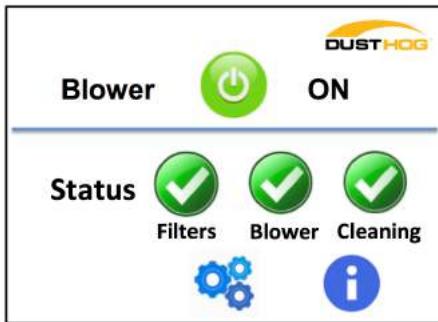 DUSTHOG
Blower ON
Status
Filters Blower Cleaning
i